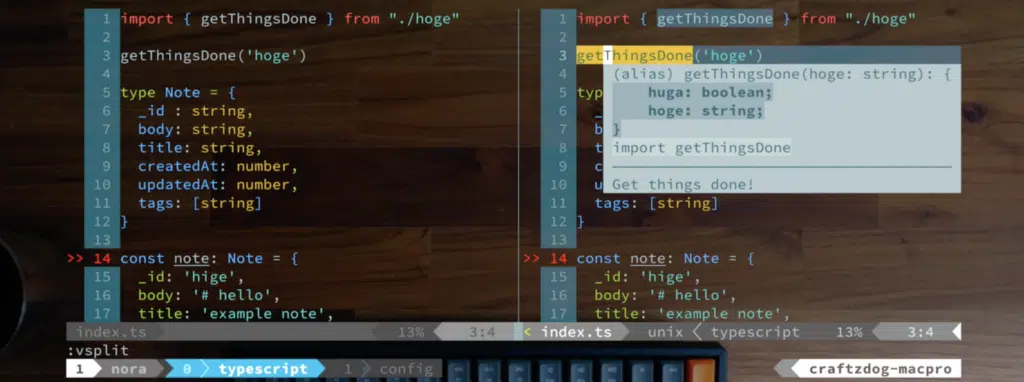 1 import { getThingsDone } from "./hoge"
2
3 getThingsDone('hoge')
4
5 type Note = {
6 _id : string,
7 body: string,
8 title: string,
9 createdAt: number,
10 updatedAt: number,
11 tags: [string]
12 }
13
>> 14 const note: Note = {
15 _id: 'hige',
16 body: '# hello',
17 title: 'example note',
index.ts 13% 3:4
1 import { getThingsDone } from "./hoge"
2
3 getThingsDone('hoge')
4 (alias) getThingsDone(hoge: string): {
5 ty huga: boolean;
6 _ hoge: string;
7 b }
8 t import getThingsDone
9 c
10 u Get things done!
11 tags: [string]
12 }
13
>> 14 const note: Note = {
15 _id: 'hige',
16 body: '# hello',
17 title: 'example note',
< index.ts unix < typescript 13% 3:4
:vsplit
1 nora 0 typescript 1 config craftzdog-macpro